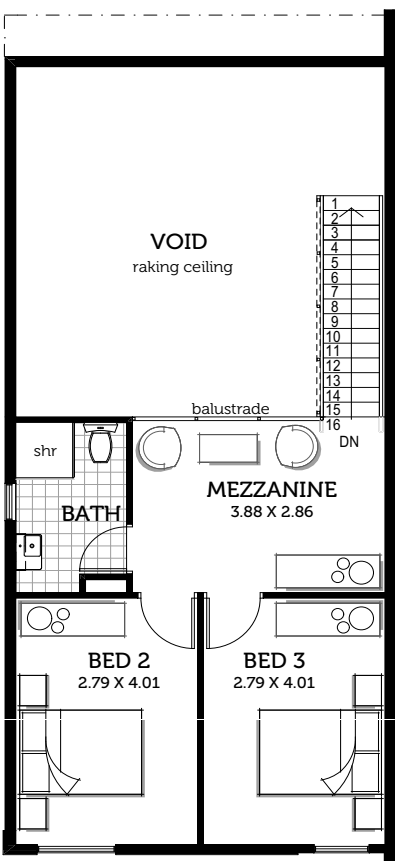 VOID
raking ceiling
1
2
3
4
5
6
7
8
9
10
11
12
13
14
15
16
DN
balustrade
shr
BATH
MEZZANINE
3.88 X 2.86
BED 2
2.79 X 4.01
BED 3
2.79 X 4.01